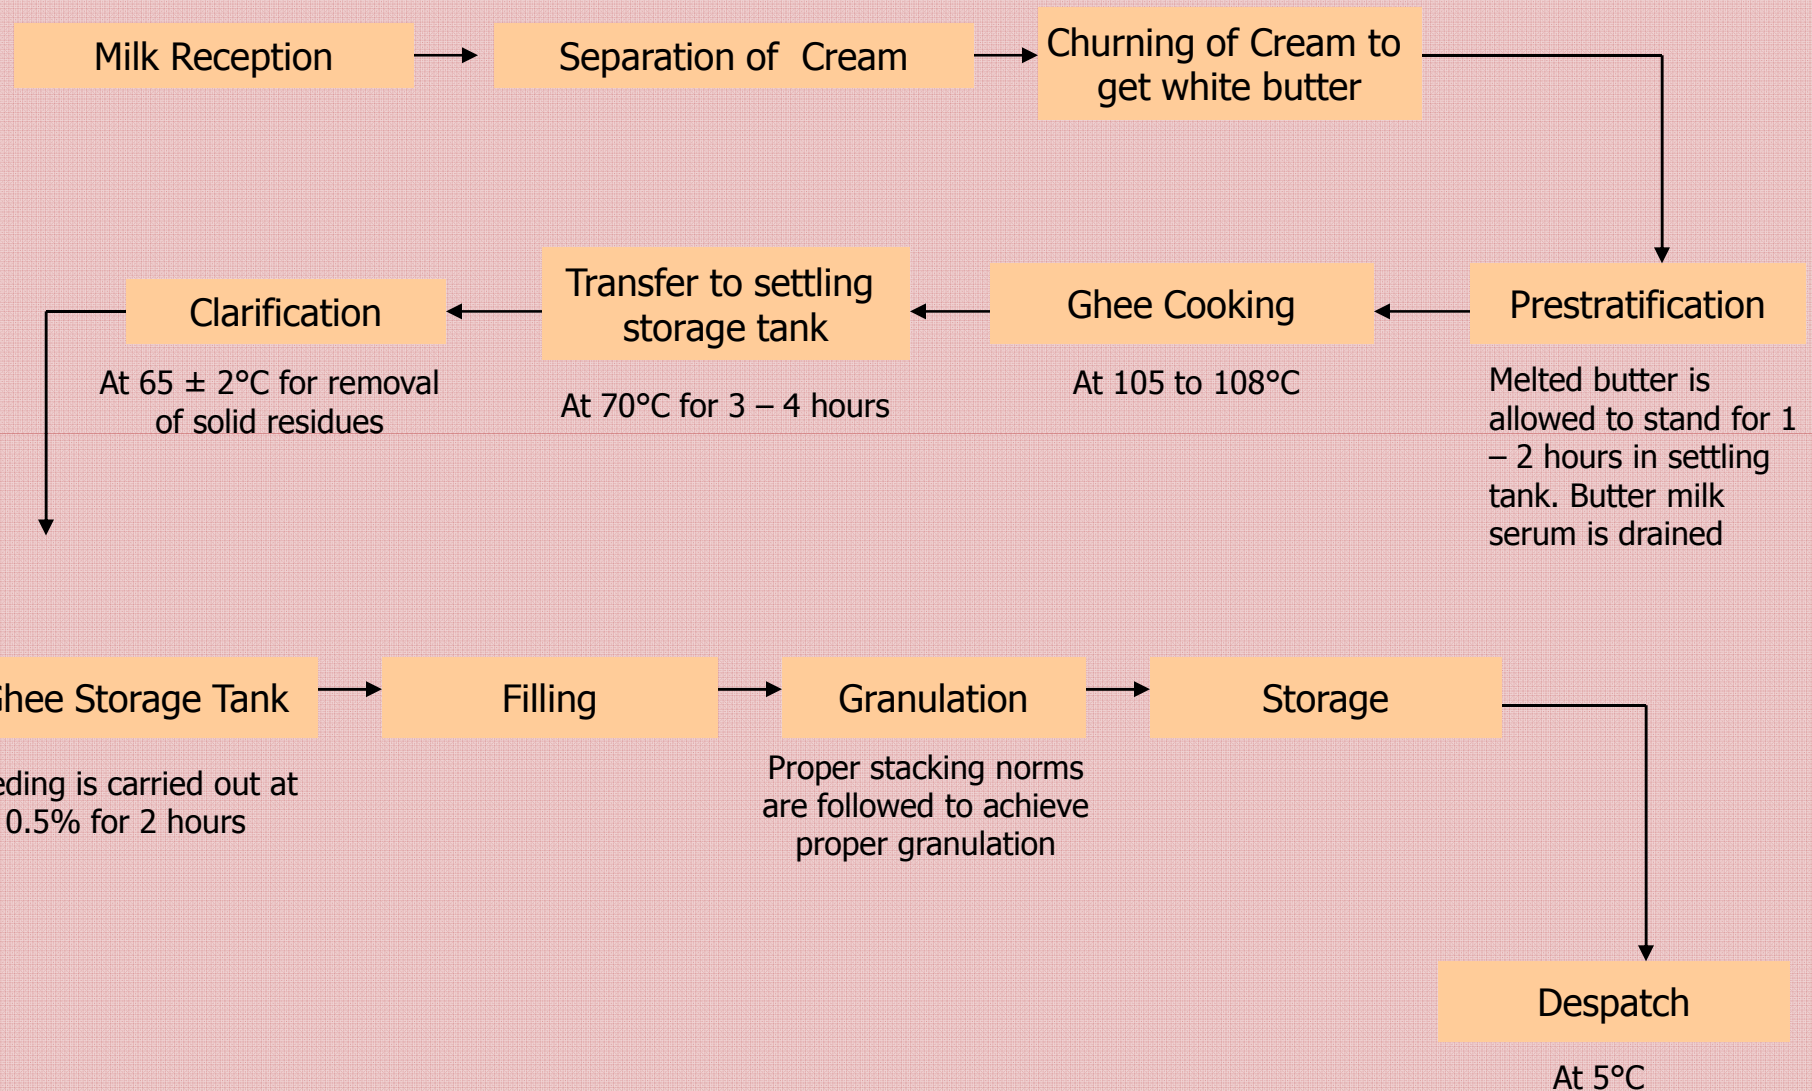 Milk Reception
Separation of Cream
Churning of Cream to
get white butter
Clarification
At 65 ± 2°C for removal
of solid residues
Transfer to settling
storage tank
At 70°C for 3 – 4 hours
Ghee Cooking
At 105 to 108°C
Prestratification
Melted butter is
allowed to stand for 1
– 2 hours in settling
tank. Butter milk
serum is drained
Storage Tank
is carried out at
0.5% for 2 hours
Filling
Granulation
Proper stacking norms
are followed to achieve
proper granulation
Storage
Despatch
At 5°C